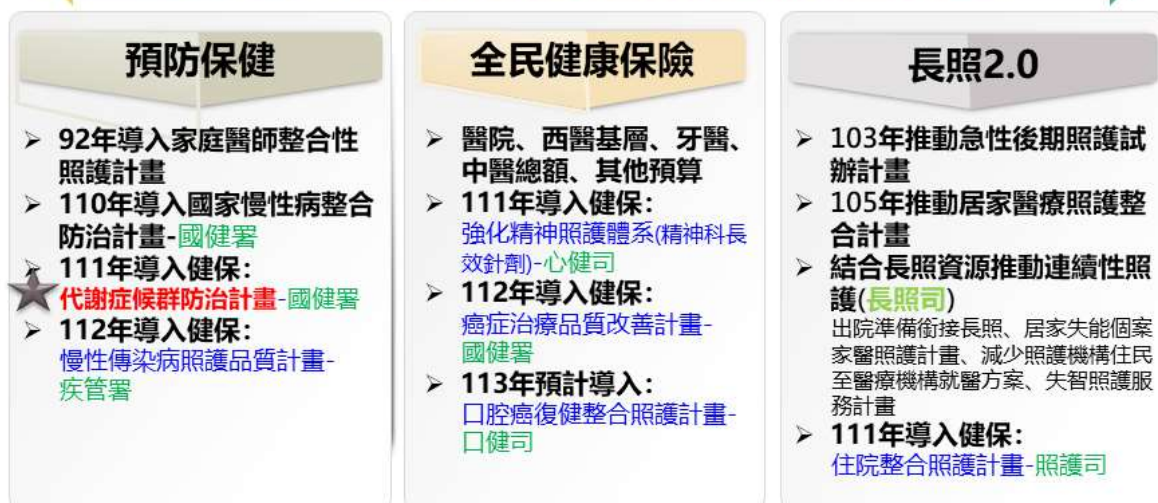 預防保健
➢ 92年導入家庭醫師整合性
照護計畫
➢ 110年導入國家慢性病整合
防治計畫-國健署
➢ 111年導入健保：
代謝症候群防治計畫-國健署
➢ 112年導入健保：
慢性傳染病照護品質計畫-
疾管署
全民健康保險
➢ 醫院、西醫基層、牙醫、
中醫總額、其他預算
➢ 111年導入健保：
強化精神照護體系(精神科長
效針劑)-心健司
➢ 112年導入健保：
癌症治療品質改善計畫-
國健署
➢ 113年預計導入：
口腔癌復健整合照護計畫-
口健司
長照2.0
➢ 103年推動急性後期照護試
辦計畫
➢ 105年推動居家醫療照護整
合計畫
➢ 結合長照資源推動連續性照
護(長照司)
出院準備銜接長照、居家失能個案
家醫照護計畫、減少照護機構住民
至醫療機構就醫方案、失智照護服
務計畫
➢ 111年導入健保：
住院整合照護計畫-照護司